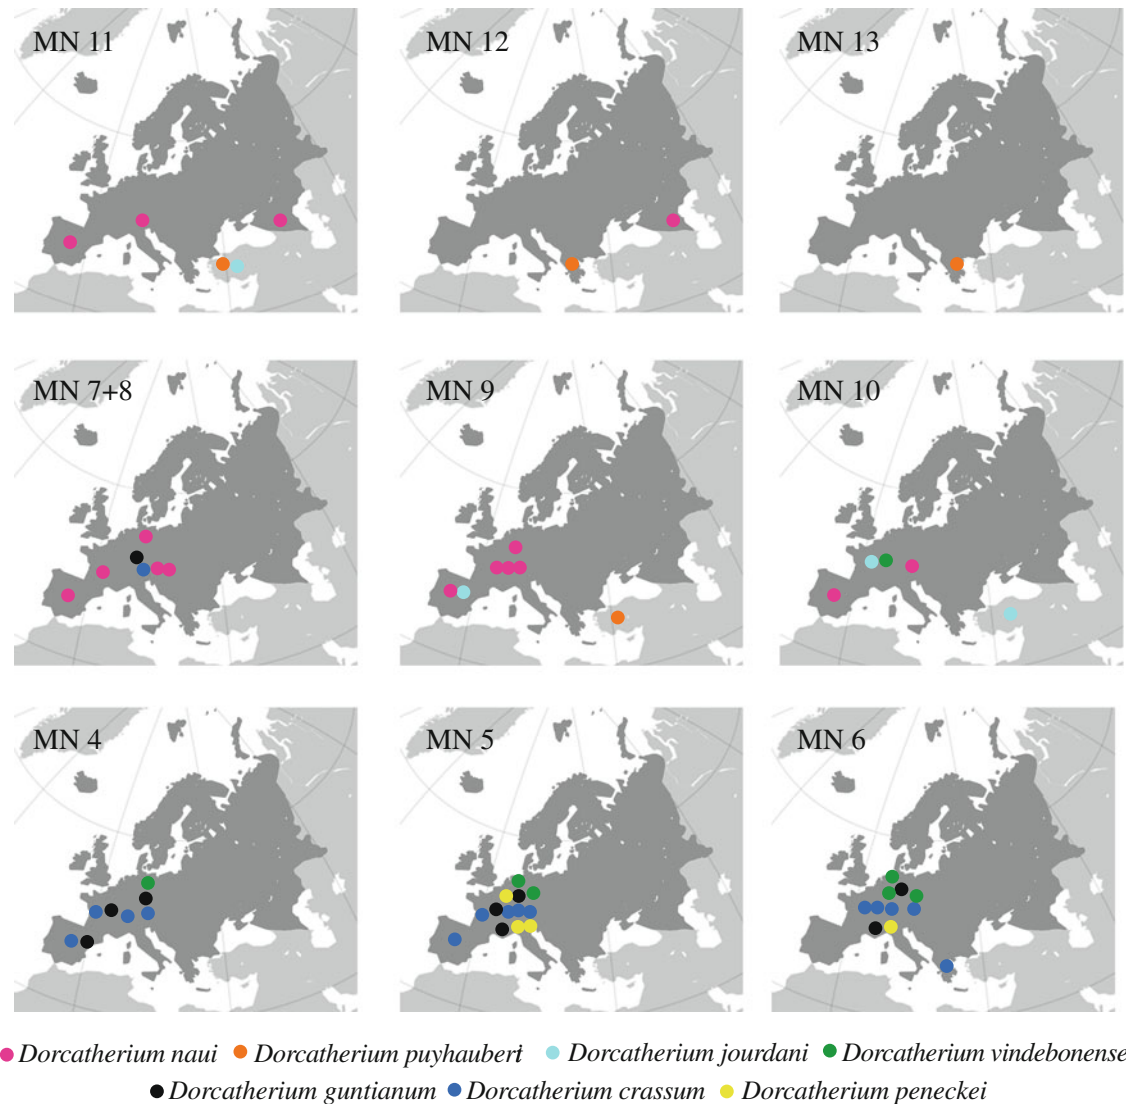 MN 11
MN 12
MN 13
MN 7+8
MN 9
MN 10
MN 4
MN 5
MN 6
Dorcatherium naui Dorcatherium puyhauberi Dorcatherium jourdani Dorcatherium vindebonense
Dorcatherium guntianum Dorcatherium crassum Dorcatherium peneckei